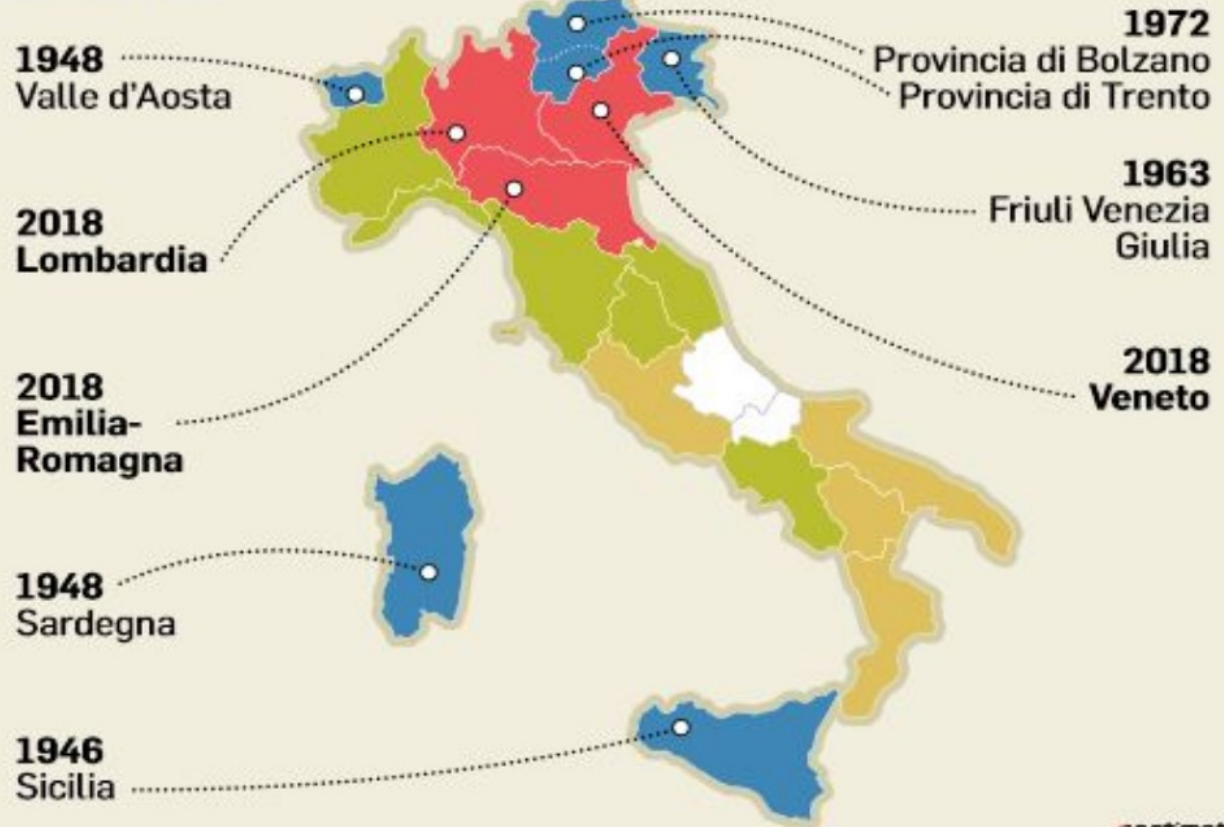 1948
Valle d'Aosta
2018
Lombardia
2018
Emilia-
Romagna
1948
Sardegna
1946
Sicilia
1972
Provincia di Bolzano
Provincia di Trento
1963
Friuli Venezia
Giulia
2018
Veneto